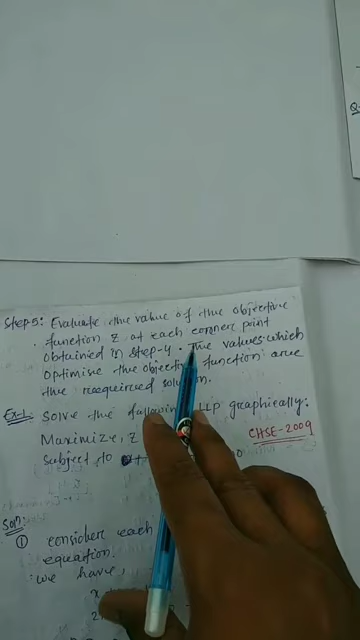 Step-5: Evaluate the value of the objective
function Z at each corner point
obtained in step-4. The values which
optimise the objective function are
the required solution.
Ex-1. Solve the following LLP graphically:
Maximize, Z
CHSE-2009
Subject to
Soln:
① consider each
equation.
we have,
x
2
Q